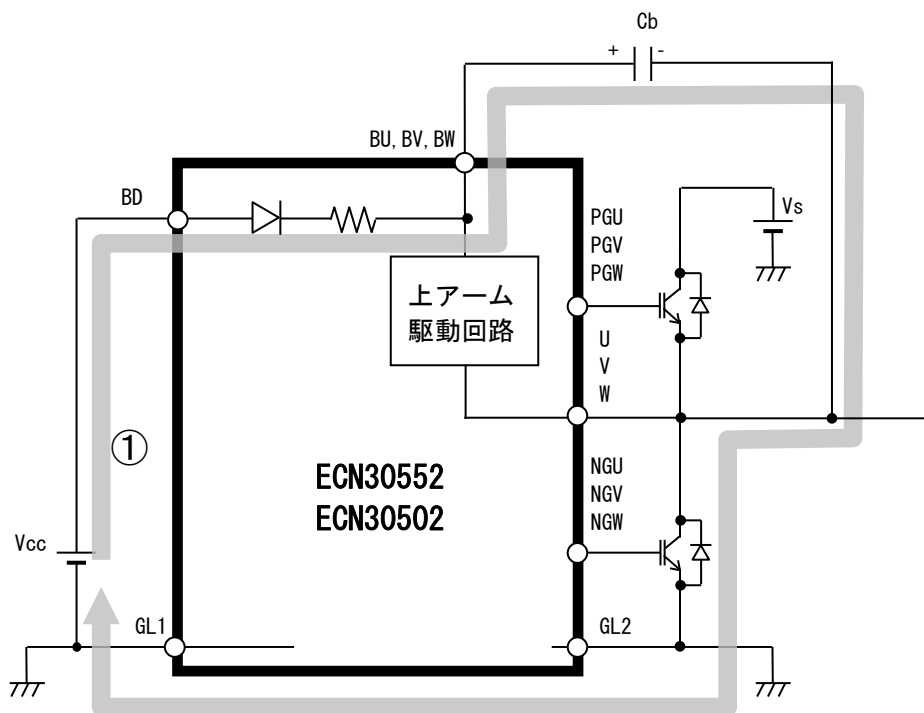 Cb
+ -
BU, BV, BW
BD
PGU
PGV
PGW
Vs
上アーム
駆動回路
U
V
W
①
ECN30552
ECN30502
NGU
NGV
NGW
Vcc
GL1
GL2